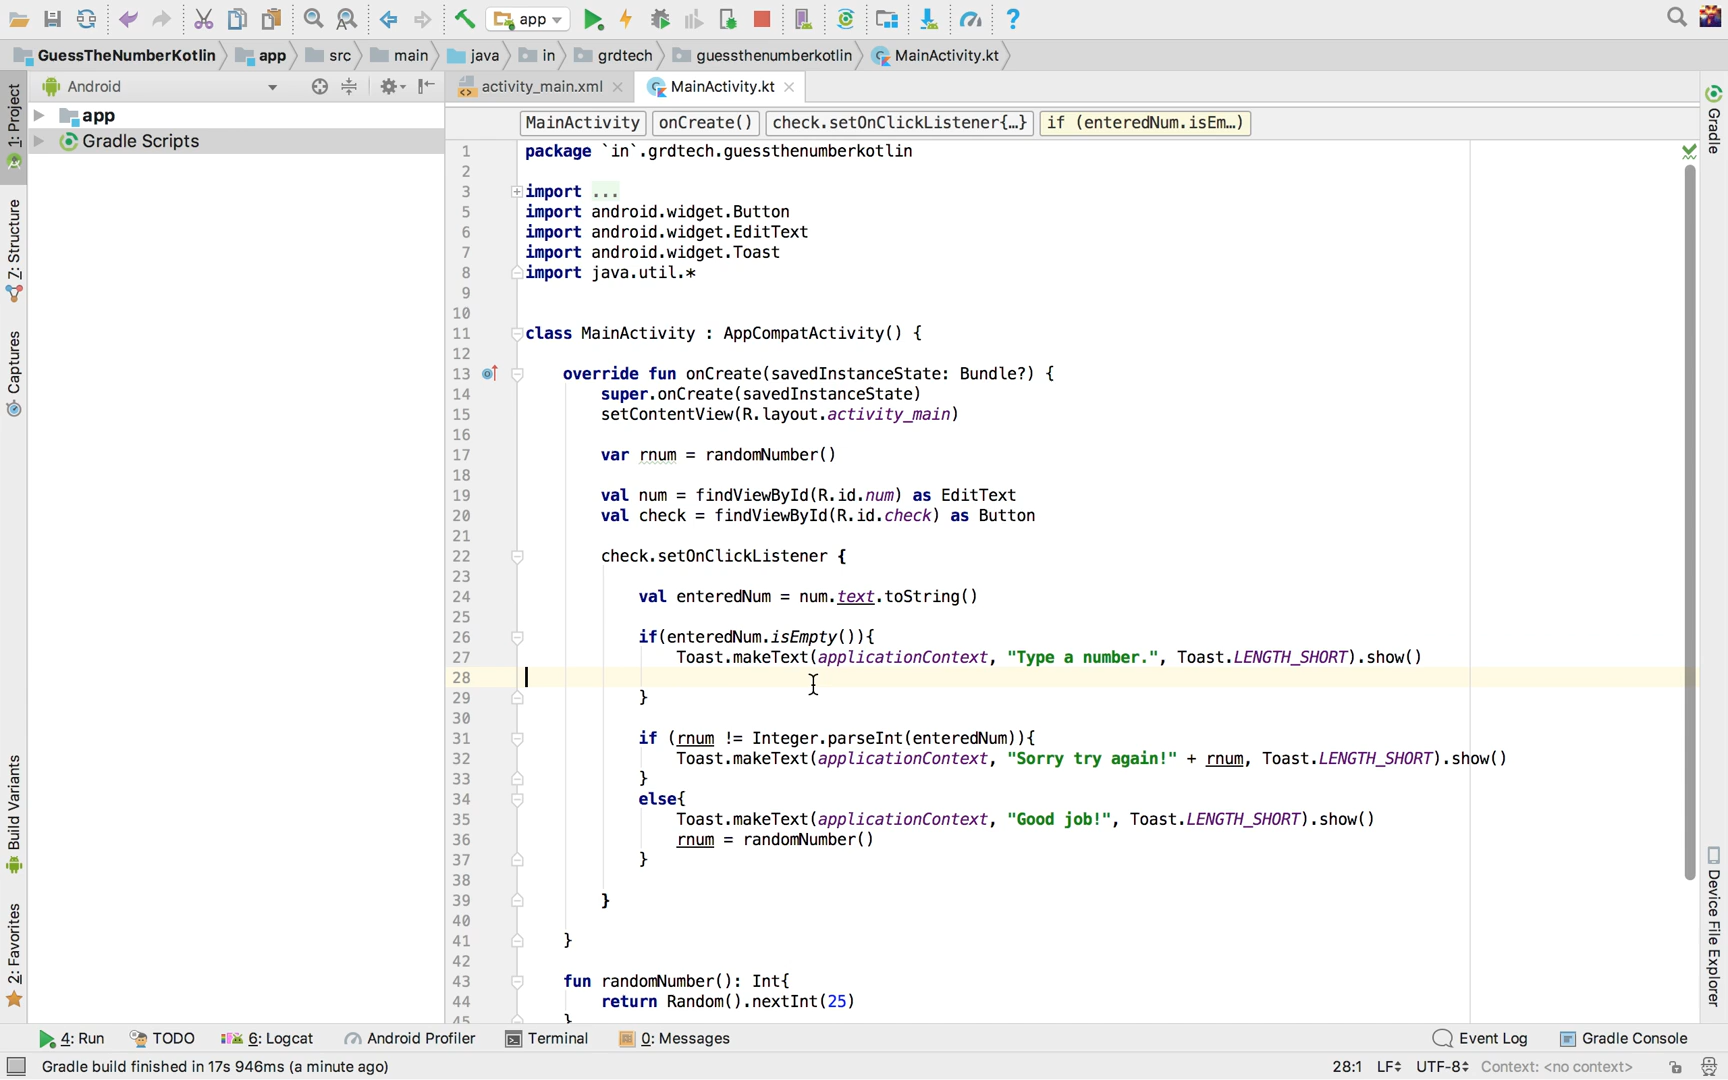 app
GuessTheNumberKotlin app src main java in grdtech guessthenumberkotlin MainActivity.kt
Android
activity_main.xml MainActivity.kt
1: Project
Z: Structure
Captures
Build Variants
2: Favorites
app
Gradle Scripts
MainActivity onCreate() check.setOnClickListener{…} if (enteredNum.isEm…)
1 package `in`.grdtech.guessthenumberkotlin
2
3 import ...
5 import android.widget.Button
6 import android.widget.EditText
7 import android.widget.Toast
8 import java.util.*
9
10
11 class MainActivity : AppCompatActivity() {
12
13 override fun onCreate(savedInstanceState: Bundle?) {
14 super.onCreate(savedInstanceState)
15 setContentView(R.layout.activity_main)
16
17 var rnum = randomNumber()
18
19 val num = findViewById(R.id.num) as EditText
20 val check = findViewById(R.id.check) as Button
21
22 check.setOnClickListener {
23
24 val enteredNum = num.text.toString()
25
26 if(enteredNum.isEmpty()){
27 Toast.makeText(applicationContext, "Type a number.", Toast.LENGTH_SHORT).show()
28
29 }
30
31 if (rnum != Integer.parseInt(enteredNum)){
32 Toast.makeText(applicationContext, "Sorry try again!" + rnum, Toast.LENGTH_SHORT).show()
33 }
34 else{
35 Toast.makeText(applicationContext, "Good job!", Toast.LENGTH_SHORT).show()
36 rnum = randomNumber()
37 }
38
39 }
40
41 }
42
43 fun randomNumber(): Int{
44 return Random().nextInt(25)
45 }
Gradle
Device File Explorer
4: Run TODO 6: Logcat Android Profiler Terminal 0: Messages Event Log Gradle Console
Gradle build finished in 17s 946ms (a minute ago) 28:1 LF UTF-8 Context: <no context>